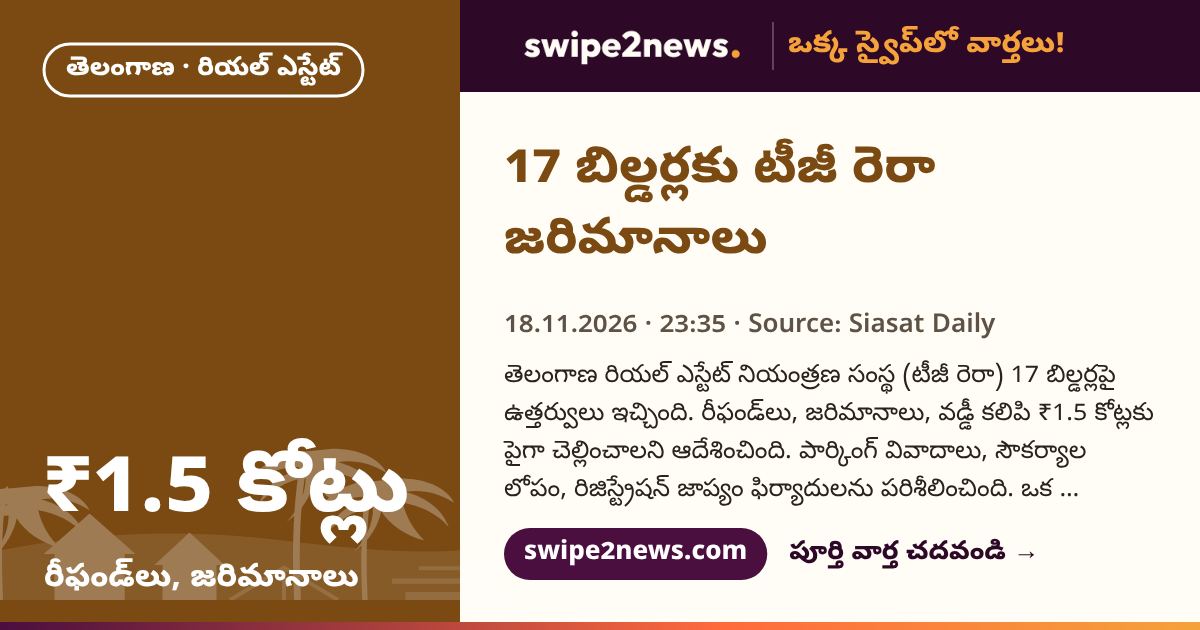 తెలంగాణ · రియల్ ఎస్టేట్
₹1.5 కోట్లు
రీఫండ్‌లు, జరిమానాలు
swipe2news.
ఒక్క స్వైప్‌లో వార్తలు!
17 బిల్డర్లకు టీజీ రెరా
జరిమానాలు
18.11.2026 · 23:35 · Source: Siasat Daily
తెలంగాణ రియల్ ఎస్టేట్ నియంత్రణ సంస్థ (టీజీ రెరా) 17 బిల్డర్లపై
ఉత్తర్వులు ఇచ్చింది. రీఫండ్‌లు, జరిమానాలు, వడ్డీ కలిపి ₹1.5 కోట్లకు
పైగా చెల్లించాలని ఆదేశించింది. పార్కింగ్ వివాదాలు, సౌకర్యాల
లోపం, రిజిస్ట్రేషన్ జాప్యం ఫిర్యాదులను పరిశీలించింది. ఒక ...
swipe2news.com
పూర్తి వార్త చదవండి →